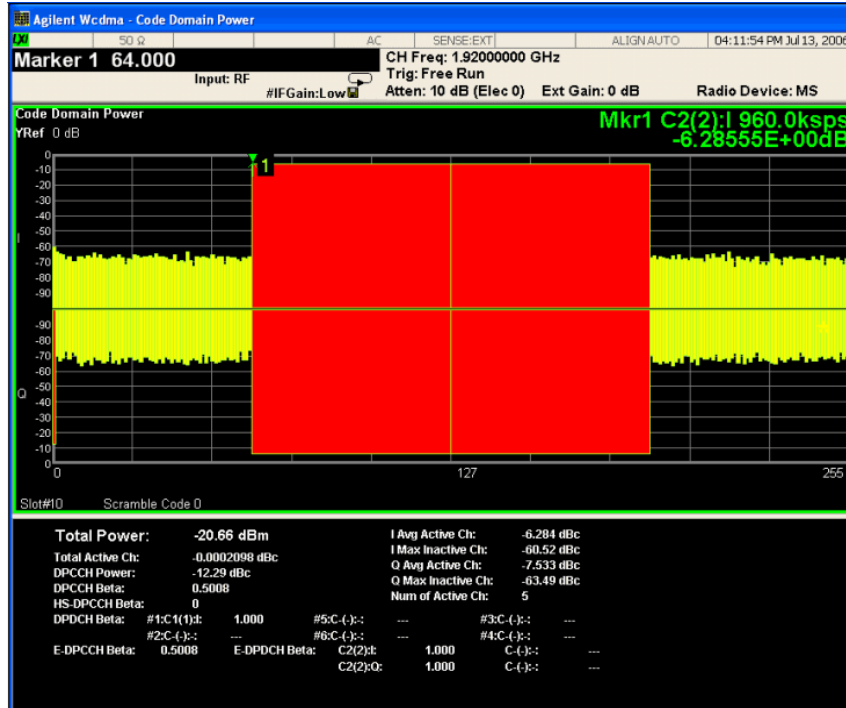 Agilent Wcdma - Code Domain Power
LXI 50 Ω AC SENSE:EXT ALIGN AUTO 04:11:54 PM Jul 13, 2006
Marker 1 64.000
Input: RF
#IFGain:Low
CH Freq: 1.92000000 GHz
Trig: Free Run
Atten: 10 dB (Elec 0) Ext Gain: 0 dB Radio Device: MS
Code Domain Power
YRef 0 dB
Mkr1 C2(2):I 960.0ksps
-6.28555E+00dB
1
0
-10
-20
-30
-40
-50
-60
-70
-80
-90
I
-90
-80
-70
-60
-50
-40
-30
-20
-10
0
Q
0 127 255
Slot#10 Scramble Code 0
Total Power: -20.66 dBm
Total Active Ch: -0.0002098 dBc
DPCCH Power: -12.29 dBc
DPCCH Beta: 0.5008
HS-DPCCH Beta: 0
I Avg Active Ch: -6.284 dBc
I Max Inactive Ch: -60.52 dBc
Q Avg Active Ch: -7.533 dBc
Q Max Inactive Ch: -63.49 dBc
Num of Active Ch: 5
DPDCH Beta: #1:C1(1):I: 1.000 #5:C-(-):-: --- #3:C-(-):-: ---
#2:C-(-):-: --- #6:C-(-):-: --- #4:C-(-):-: ---
E-DPCCH Beta: 0.5008 E-DPDCH Beta: C2(2):I: 1.000 C-(-):-: ---
C2(2):Q: 1.000 C-(-):-: ---